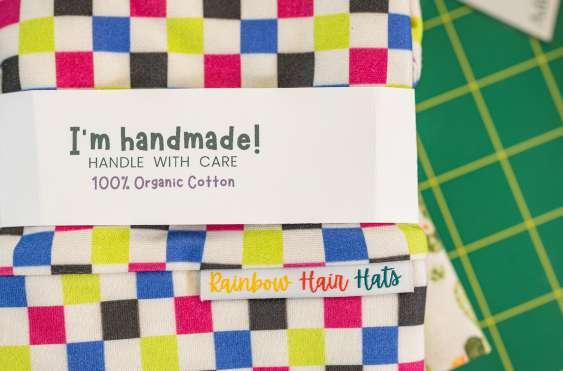 I'm handmade!
HANDLE WITH CARE
100% Organic Cotton
Rainbow Hair Hats